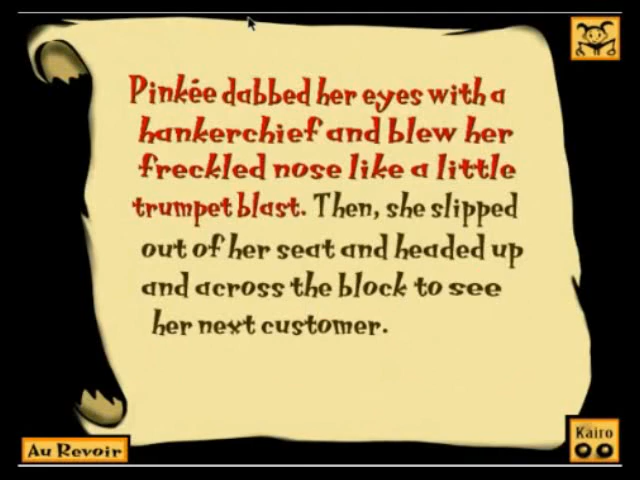 Pinkée dabbed her eyes with a
hankerchief and blew her
freckled nose like a little
trumpet blast. Then, she slipped
out of her seat and headed up
and across the block to see
her next customer.
Au Revoir
Kairo